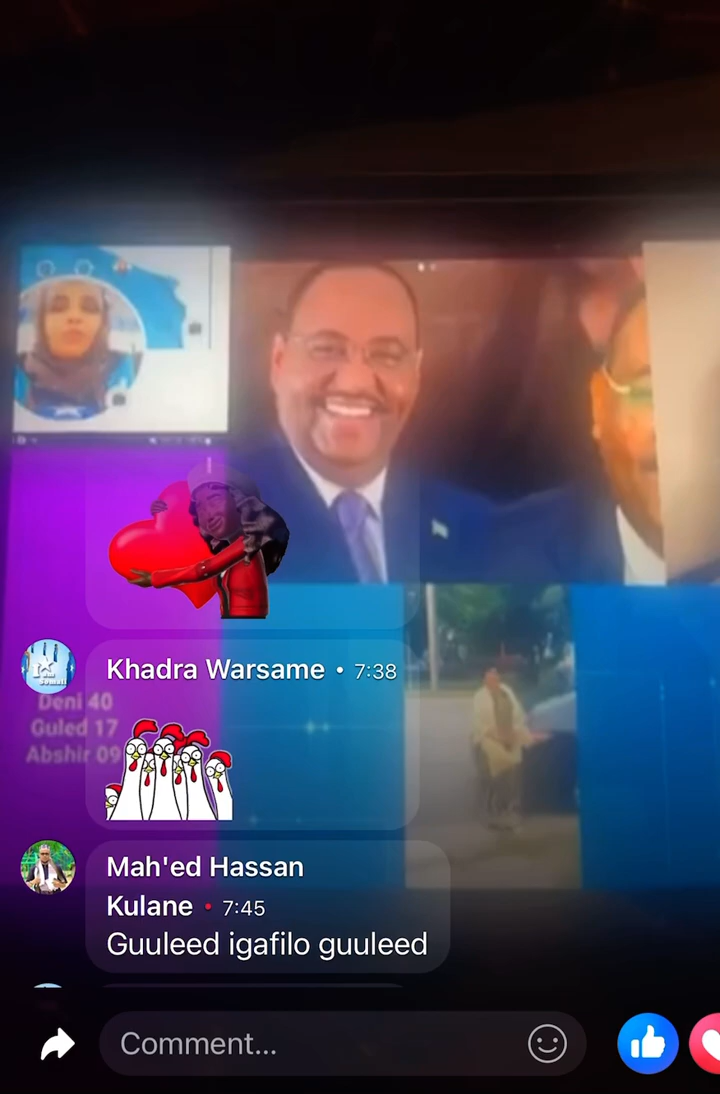 Khadra Warsame • 7:38
Deni 40
Guled 17
Abshir 09
Mah'ed Hassan
Kulane • 7:45
Guuleed igafilo guuleed
Comment...